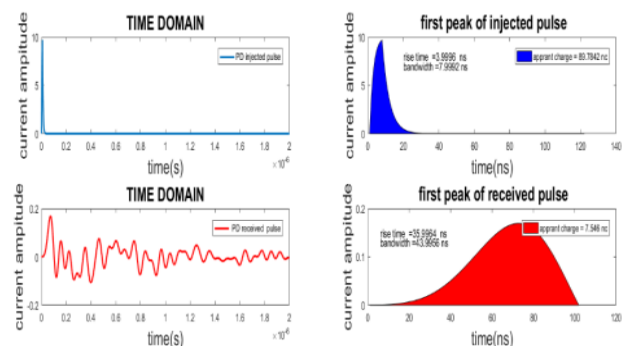 TIME DOMAIN
current amplitude
10
5
0
PD injected pulse
0 0.2 0.4 0.6 0.8 1 1.2 1.4 1.6 1.8 2
×10⁻⁶
time(s)
first peak of injected pulse
current amplitude
10
5
0
rise time =3.9996 ns
bandwidth =7.9992 ns
apprant charge = 89.7842 nc
0 20 40 60 80 100 120 140
time(ns)
TIME DOMAIN
current amplitude
0.2
0
-0.2
PD received pulse
0 0.2 0.4 0.6 0.8 1 1.2 1.4 1.6 1.8 2
×10⁻⁶
time(s)
first peak of received pulse
current amplitude
0.2
0.1
0
rise time =35.9964 ns
bandwidth =43.9956 ns
apprant charge = 7.546 nc
0 20 40 60 80 100 120
time(ns)